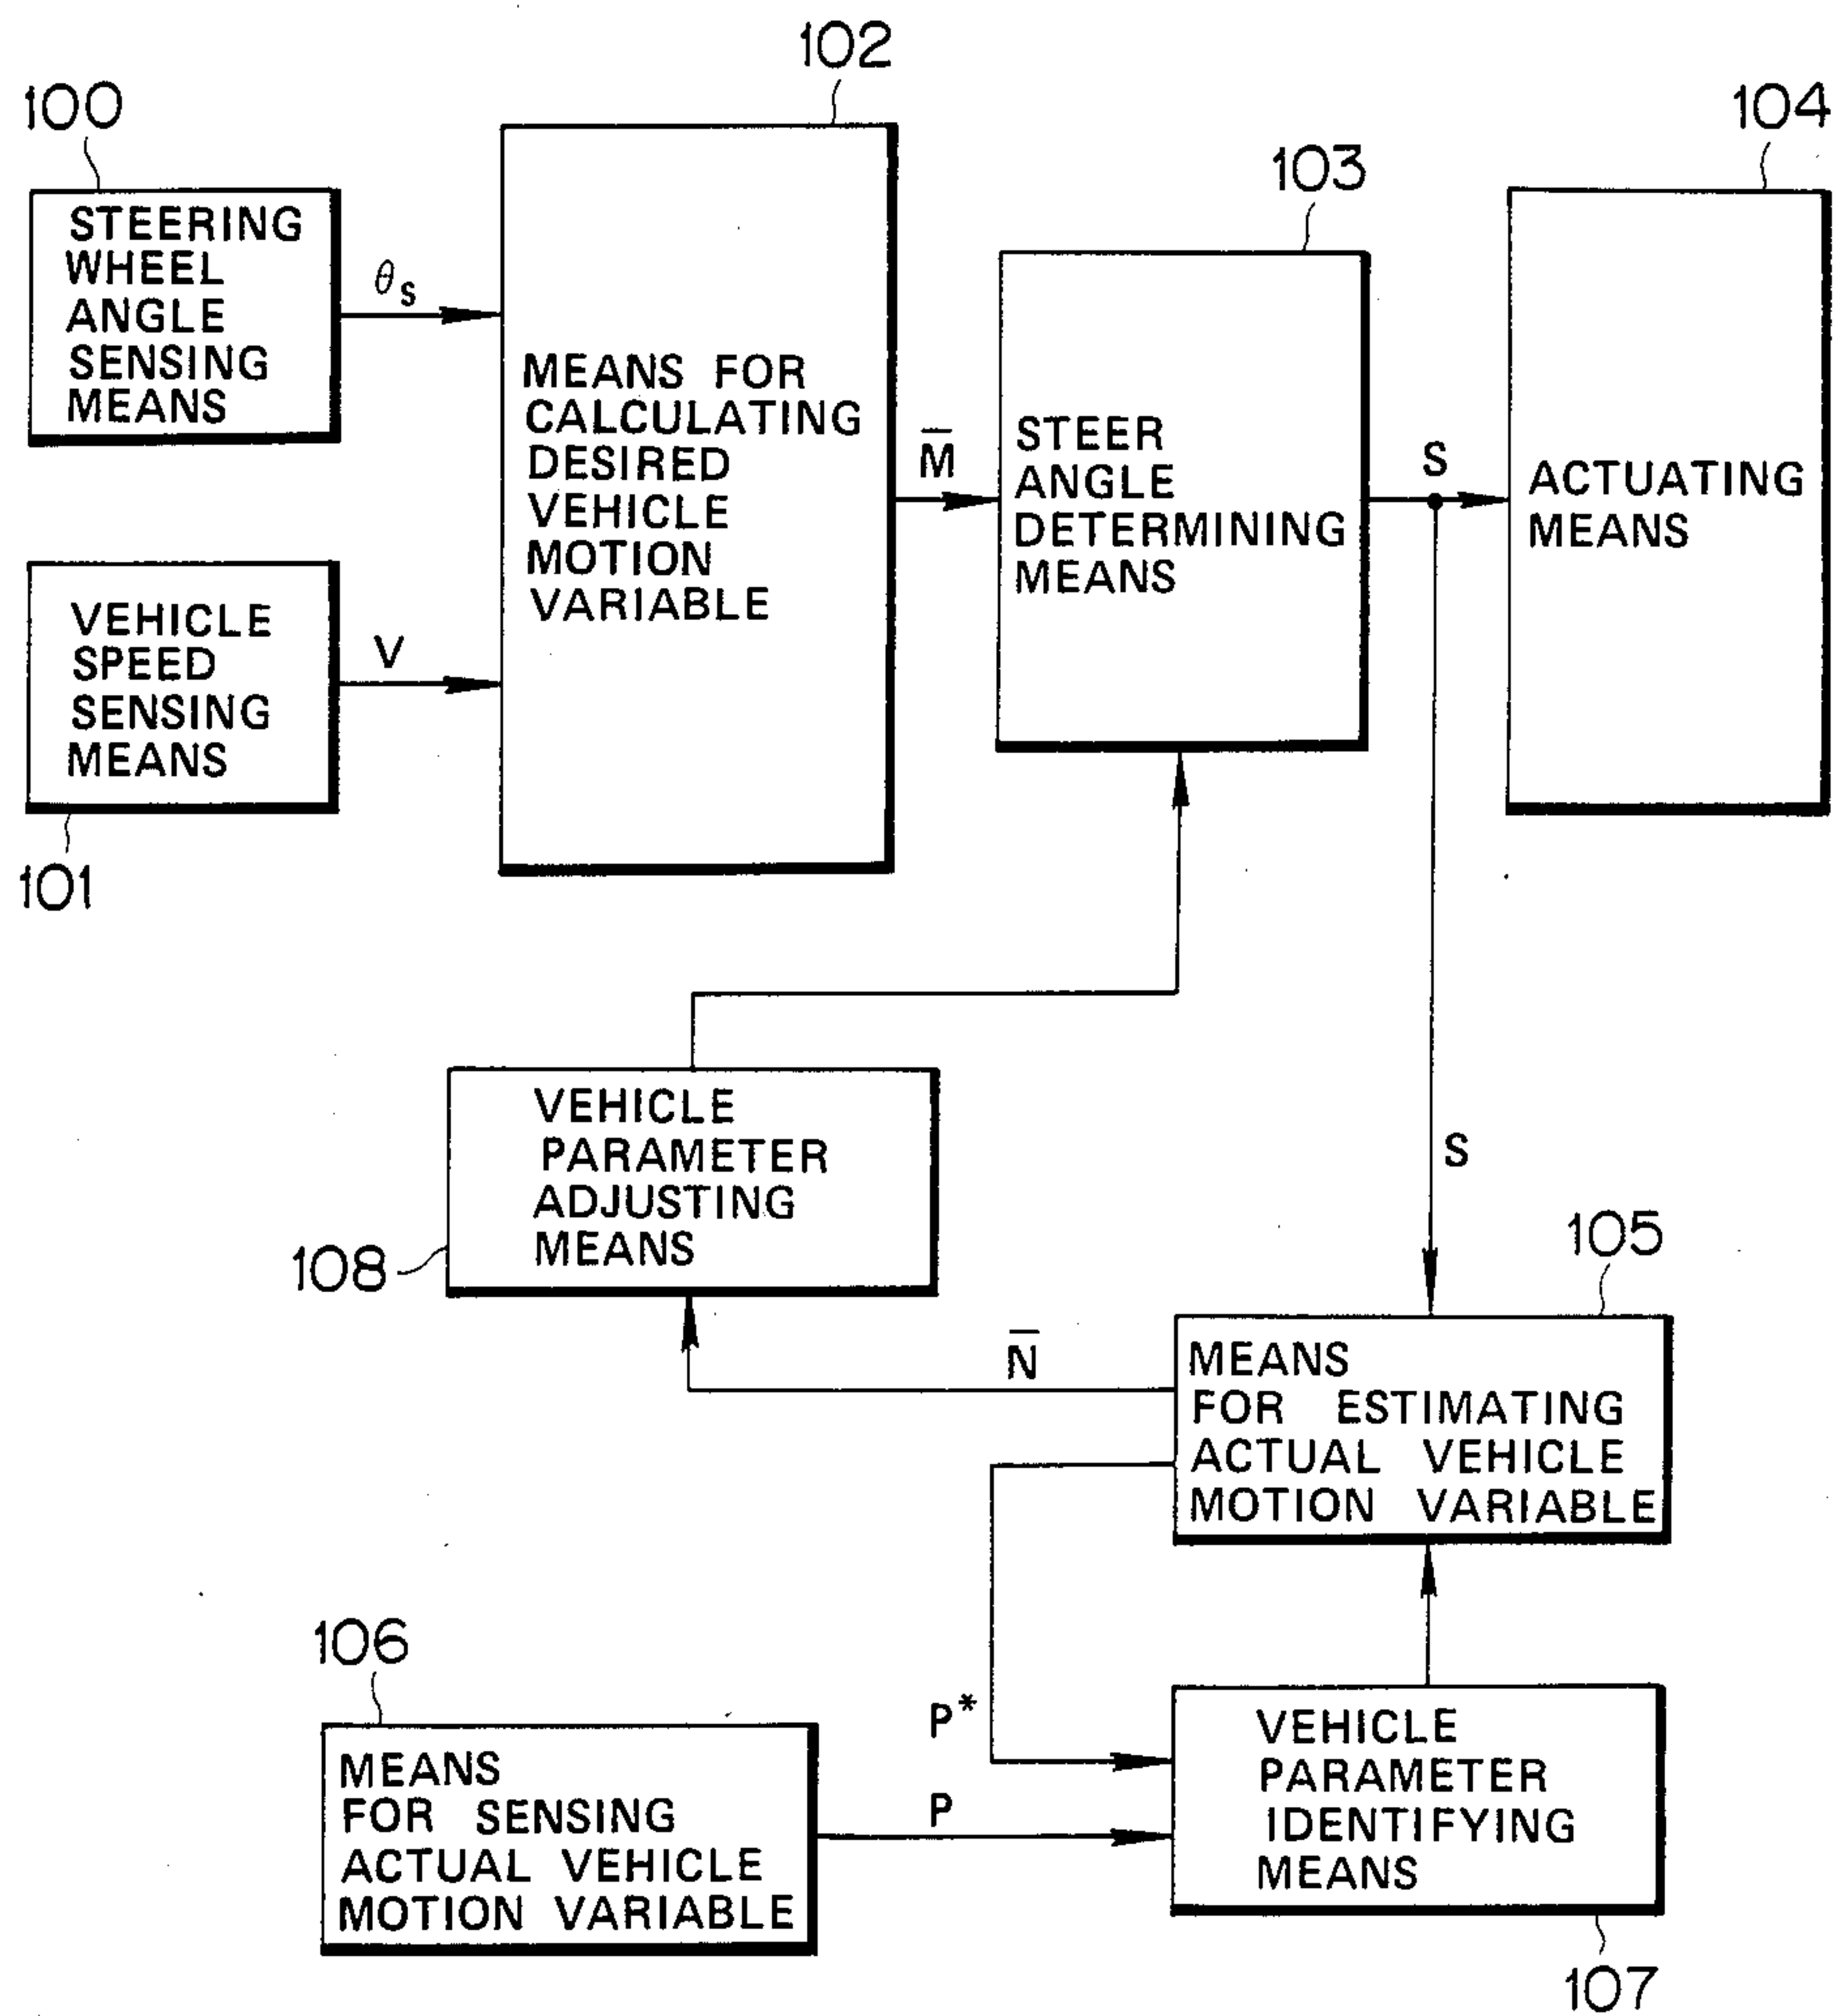 102
100
104
103
STEERING
WHEEL
ANGLE
SENSING
MEANS
θs
MEANS FOR
CALCULATING
DESIRED
VEHICLE
MOTION
VARIABLE
M̅
STEER
ANGLE
DETERMINING
MEANS
S
ACTUATING
MEANS
VEHICLE
SPEED
SENSING
MEANS
V
101
VEHICLE
PARAMETER
ADJUSTING
MEANS
108
S
105
N̅
MEANS
FOR ESTIMATING
ACTUAL VEHICLE
MOTION VARIABLE
106
P*
P
MEANS
FOR SENSING
ACTUAL VEHICLE
MOTION VARIABLE
VEHICLE
PARAMETER
IDENTIFYING
MEANS
107